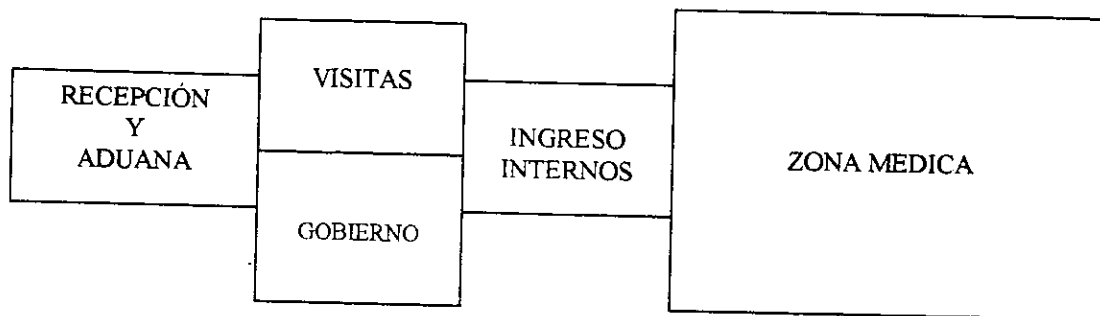 RECEPCIÓN
Y
ADUANA
VISITAS
GOBIERNO
INGRESO
INTERNOS
ZONA MEDICA